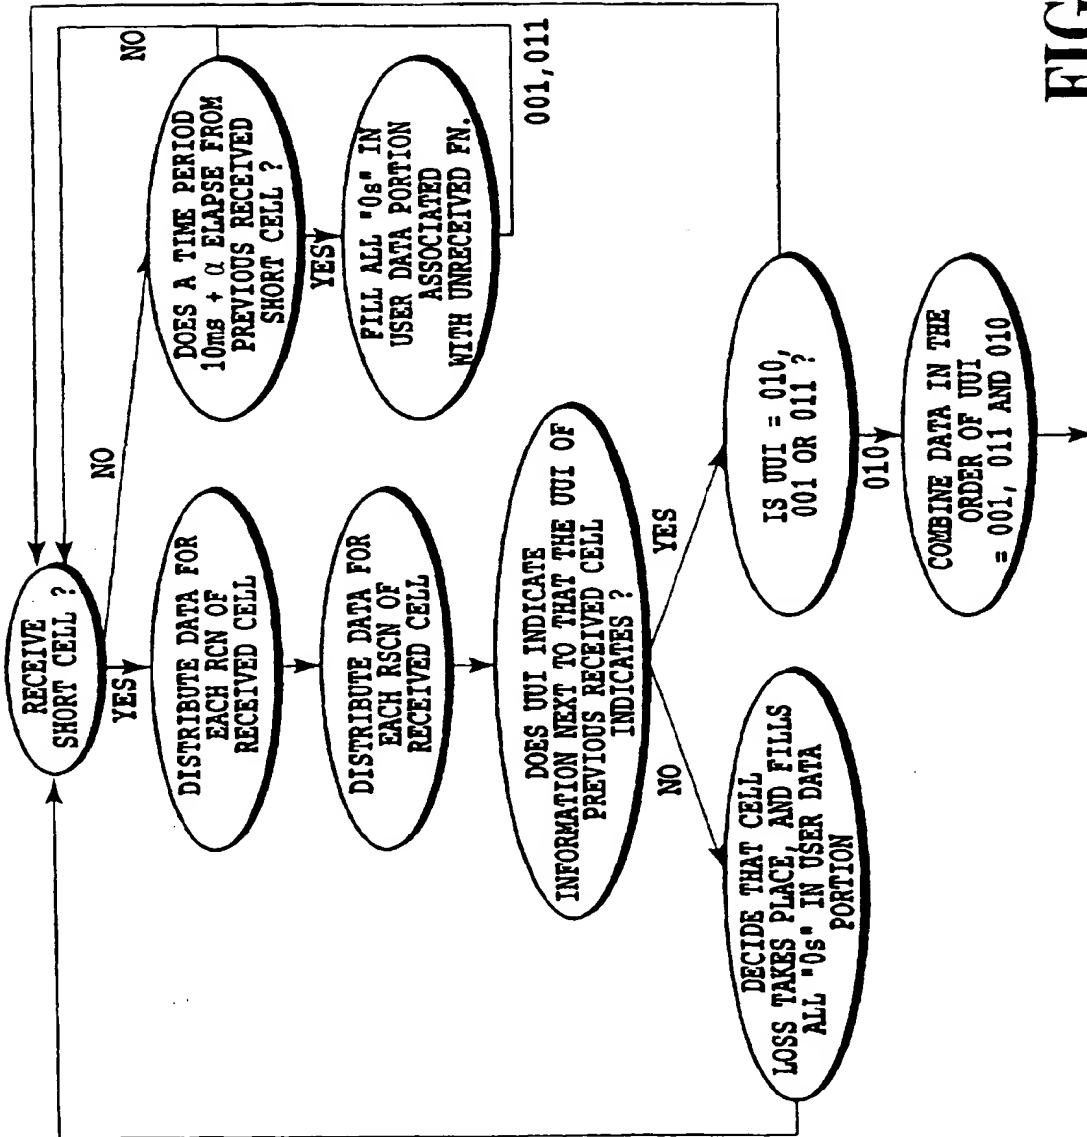 RECEIVE
SHORT CELL ?
YES
NO
DOES A TIME PERIOD
10ms + α ELAPSE FROM
PREVIOUS RECEIVED
SHORT CELL ?
NO
YES
FILL ALL "0s" IN
USER DATA PORTION
ASSOCIATED
WITH UNRECEIVED FN.
001,011
DISTRIBUTE DATA FOR
EACH RCN OF
RECEIVED CELL
DISTRIBUTE DATA FOR
EACH RSCN OF
RECEIVED CELL
DOES UUI INDICATE
INFORMATION NEXT TO THAT THE UUI OF
PREVIOUS RECEIVED CELL
INDICATES ?
NO
YES
DECIDE THAT CELL
LOSS TAKES PLACE, AND FILLS
ALL "0s" IN USER DATA
PORTION
IS UUI = 010,
001 OR 011 ?
010
COMBINE DATA IN THE
ORDER OF UUI
= 001, 011 AND 010
FIG